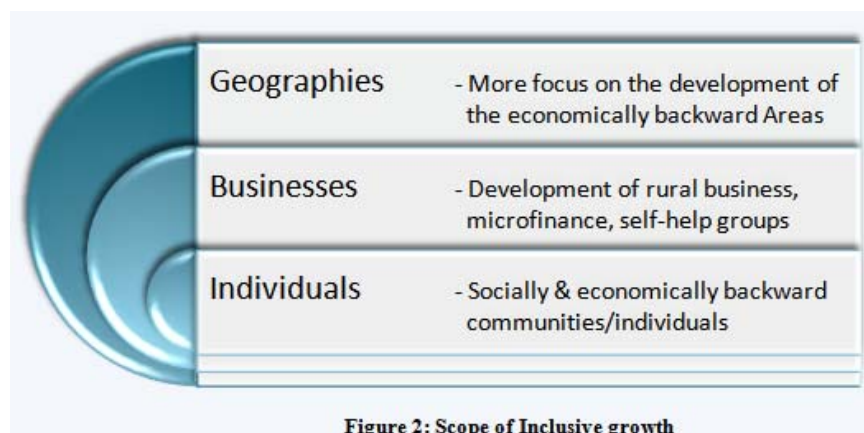 Geographies
- More focus on the development of
the economically backward Areas
Businesses
- Development of rural business,
microfinance, self-help groups
Individuals
- Socially & economically backward
communities/individuals
Figure 2: Scope of Inclusive growth